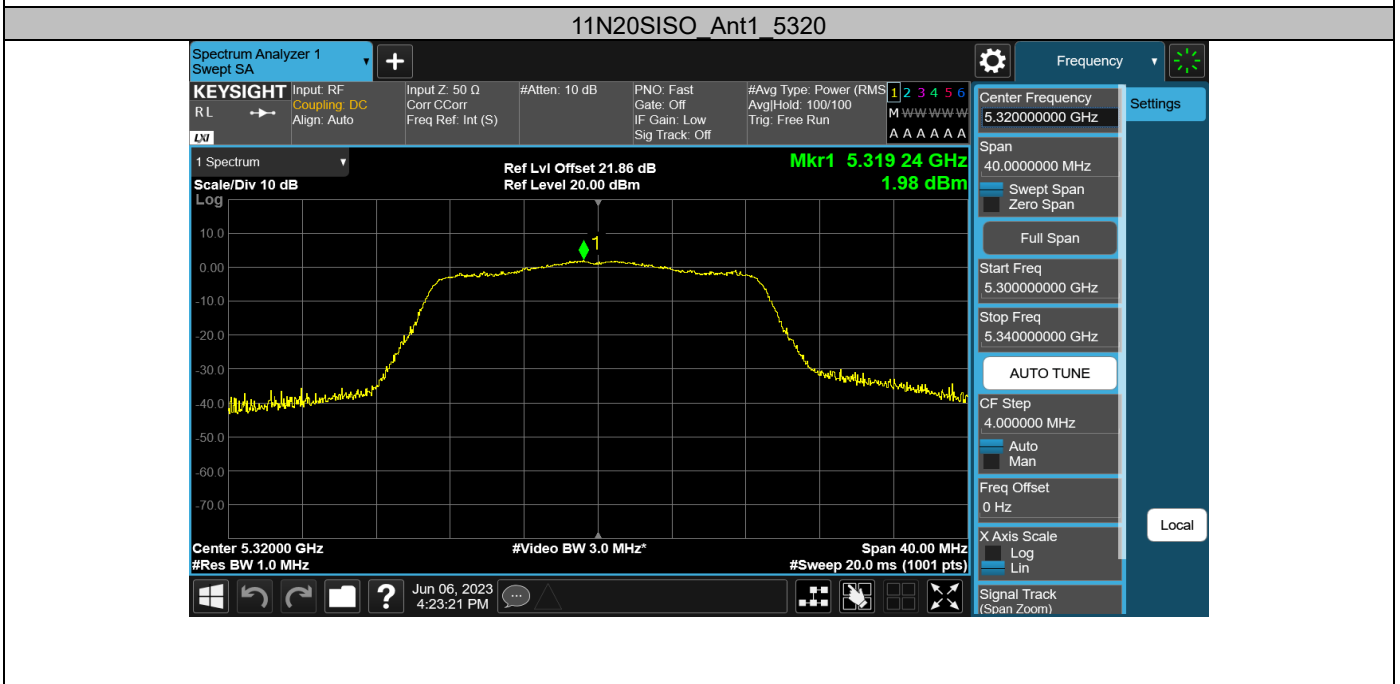 11N20SISO_Ant1_5320
Spectrum Analyzer 1
Swept SA
+
Frequency
KEYSIGHT
RL
LXI
Input: RF
Coupling: DC
Align: Auto
Input Z: 50 Ω
Corr CCorr
Freq Ref: Int (S)
#Atten: 10 dB
PNO: Fast
Gate: Off
IF Gain: Low
Sig Track: Off
#Avg Type: Power (RMS
Avg|Hold: 100/100
Trig: Free Run
1 2 3 4 5 6
M W W W W W
A A A A A A
1 Spectrum
Scale/Div 10 dB
Log
Ref Lvl Offset 21.86 dB
Ref Level 20.00 dBm
Mkr1 5.319 24 GHz
1.98 dBm
1
10.0
0.00
-10.0
-20.0
-30.0
-40.0
-50.0
-60.0
-70.0
Center 5.32000 GHz
#Res BW 1.0 MHz
#Video BW 3.0 MHz*
Span 40.00 MHz
#Sweep 20.0 ms (1001 pts)
?
Jun 06, 2023
4:23:21 PM
Center Frequency
5.320000000 GHz
Settings
Span
40.0000000 MHz
Swept Span
Zero Span
Full Span
Start Freq
5.300000000 GHz
Stop Freq
5.340000000 GHz
AUTO TUNE
CF Step
4.000000 MHz
Auto
Man
Freq Offset
0 Hz
X Axis Scale
Log
Lin
Local
Signal Track
(Span Zoom)